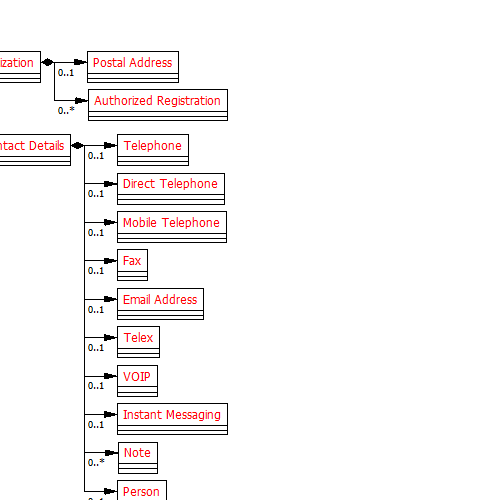 ization
Postal Address
0..1
Authorized Registration
0..*
ntact Details
Telephone
0..1
Direct Telephone
0..1
Mobile Telephone
0..1
Fax
0..1
Email Address
0..1
Telex
0..1
VOIP
0..1
Instant Messaging
0..1
Note
0..*
Person